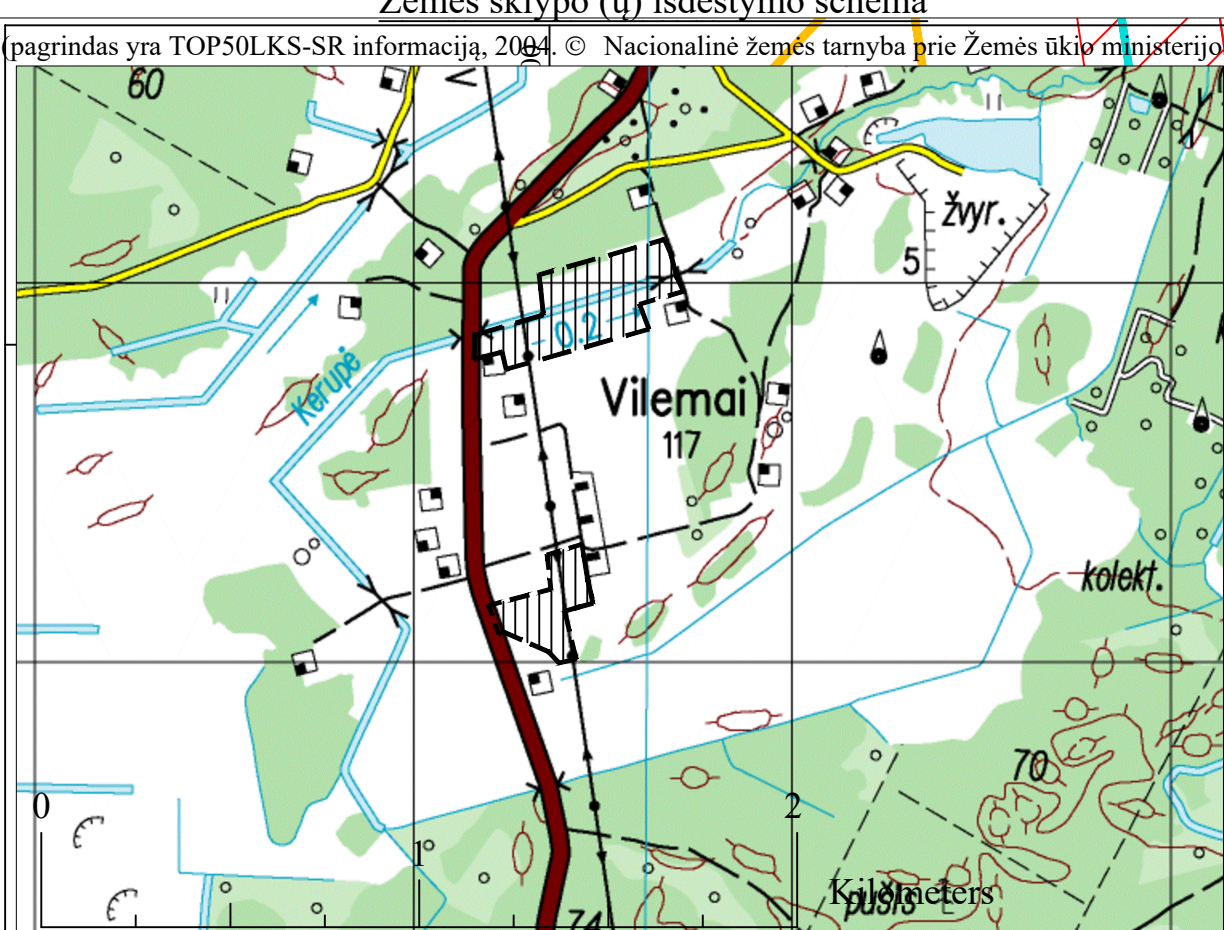 Žemės sklypo (ų) išdėstymo schema
(pagrindas yra TOP50LKS-SR informaciją, 2004. © Nacionalinė žemės tarnyba prie Žemės ūkio ministerijo
60
žvyr.
5
0.2
Kerupė
Vilemai
117
kolekt.
70
0
2
1
Kilometers
pušis
74